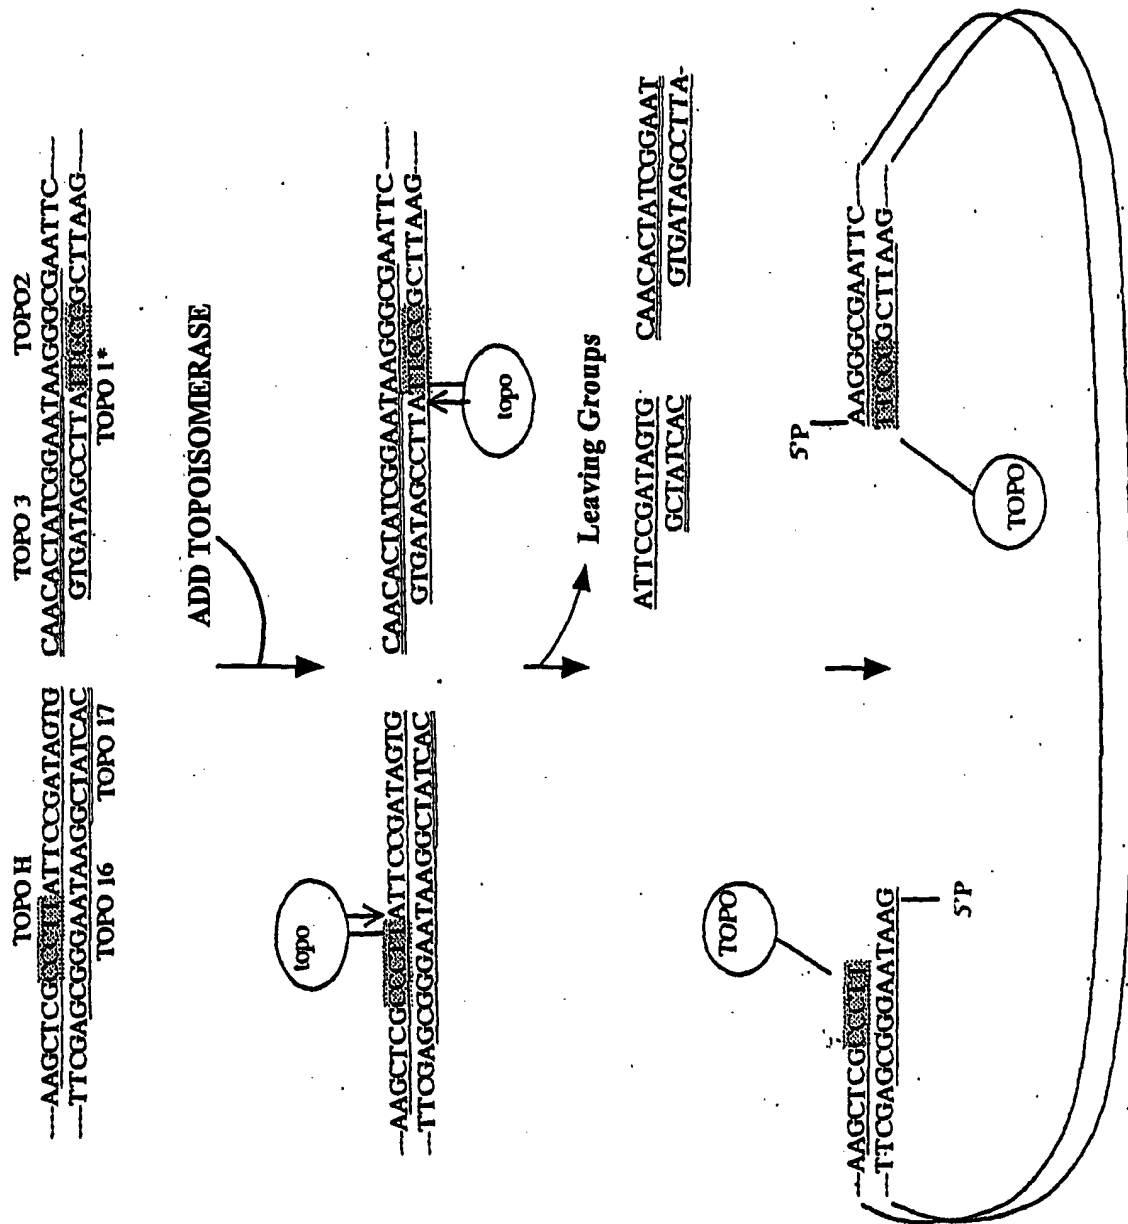 TOPO H TOPO 3 TOPO2
---AAGCTCGCCCTTATTCCGATAGTG CAACACTATCGGAATAAGGGCGAATTC---
---TTCGAGCGGGAATAAGGCTATCAC GTGATAGCCTTATTCCCGCTTAAG---
TOPO 16 TOPO 17 TOPO 1*
ADD TOPOISOMERASE
topo
---AAGCTCGCCCTTATTCCGATAGTG CAACACTATCGGAATAAGGGCGAATTC---
---TTCGAGCGGGAATAAGGCTATCAC GTGATAGCCTTATTCCCGCTTAAG---
topo
Leaving Groups
ATTCCGATAGTG CAACACTATCGGAAT
GCTATCAC GTGATAGCCTTA-
TOPO 5'P
---AAGCTCGCCCTT AAGGGCGAATTC---
---TTCGAGCGGGAATAAG TTCCCGCTTAAG---
5'P TOPO